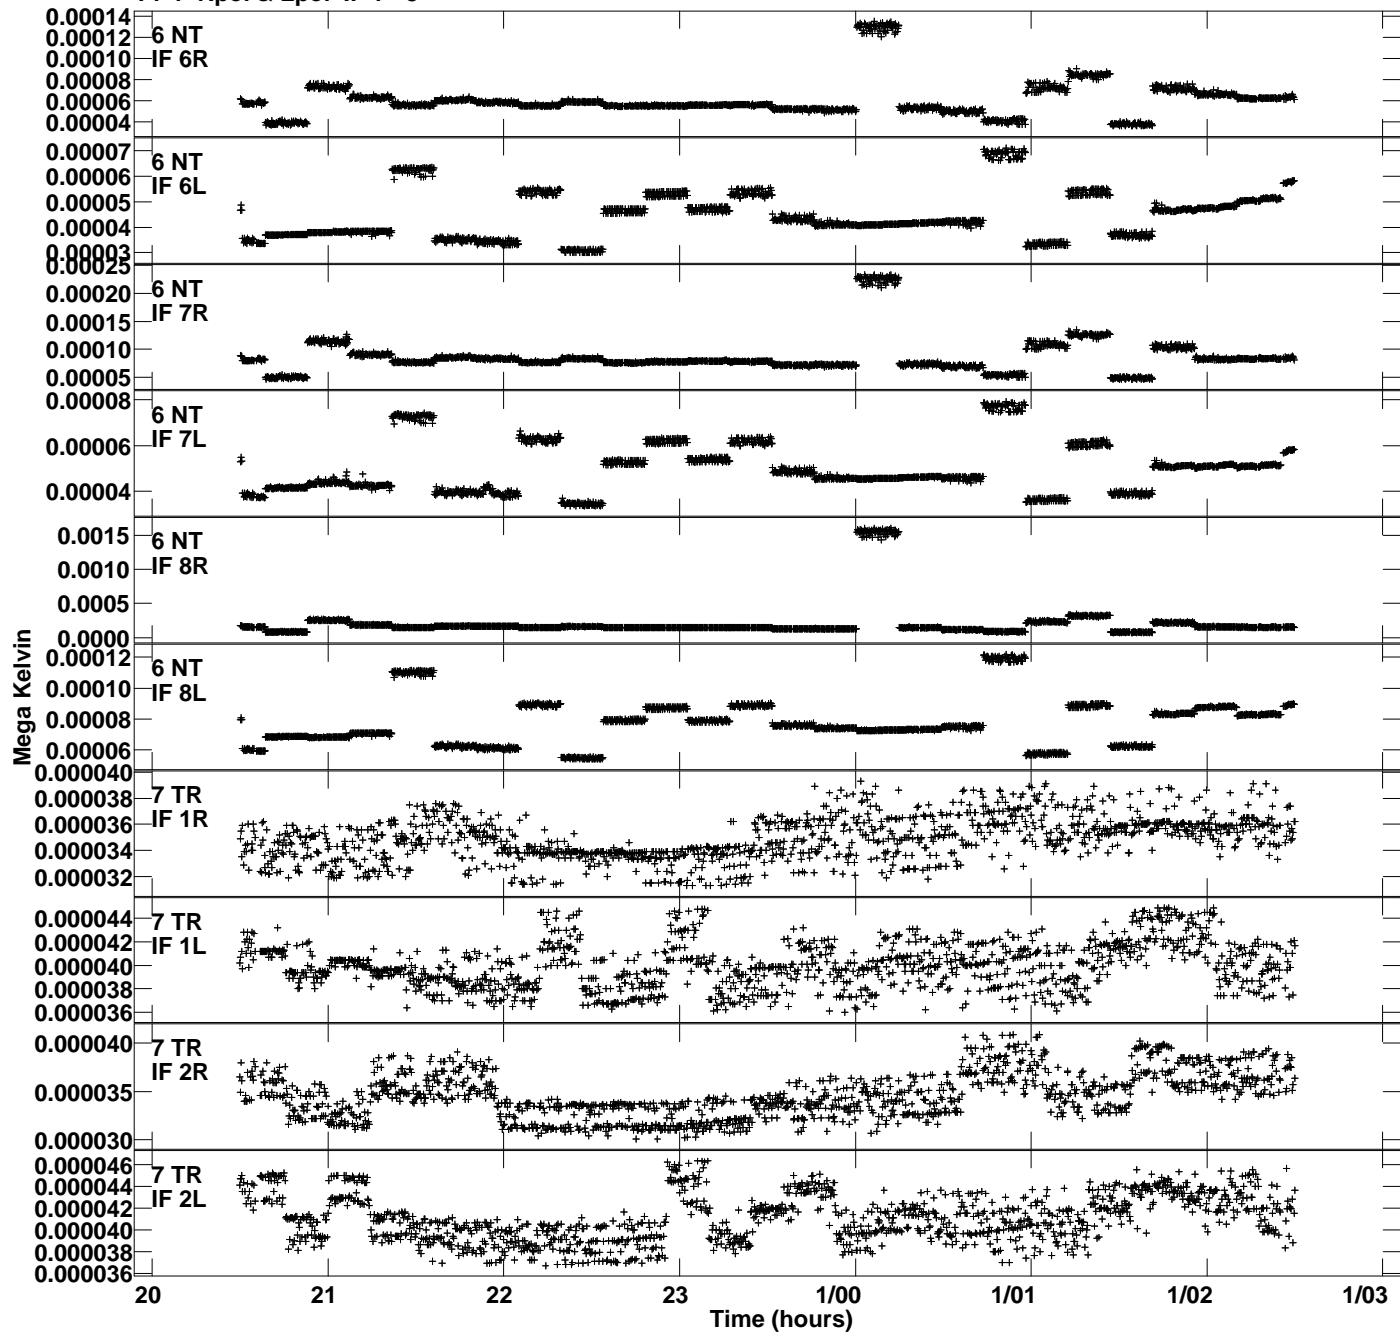 0.00014
0.00012
0.00010
0.00008
0.00006
0.00004
6 NT
IF 6R
0.00007
0.00006
0.00005
0.00004
0.00003
6 NT
IF 6L
0.00025
0.00020
0.00015
0.00010
0.00005
6 NT
IF 7R
0.00008
0.00006
0.00004
6 NT
IF 7L
0.0015
0.0010
0.0005
0.0000
6 NT
IF 8R
0.00012
0.00010
0.00008
0.00006
6 NT
IF 8L
Mega Kelvin
0.000040
0.000038
0.000036
0.000034
0.000032
7 TR
IF 1R
0.000044
0.000042
0.000040
0.000038
0.000036
7 TR
IF 1L
0.000040
0.000035
0.000030
7 TR
IF 2R
0.000046
0.000044
0.000042
0.000040
0.000038
0.000036
7 TR
IF 2L
20 21 22 23 1/00 1/01 1/02 1/03
Time (hours)